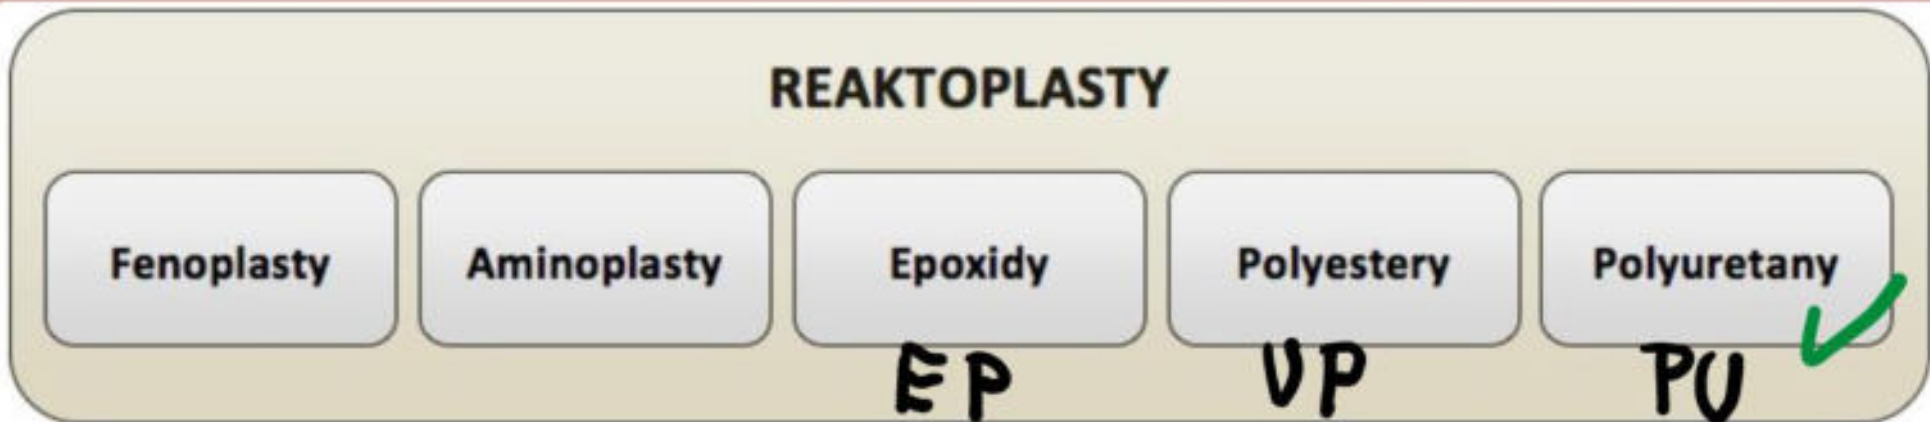 REAKTOPLASTY
Fenoplasty Aminoplasty Epoxidy Polyestery Polyuretany
EP UP PU